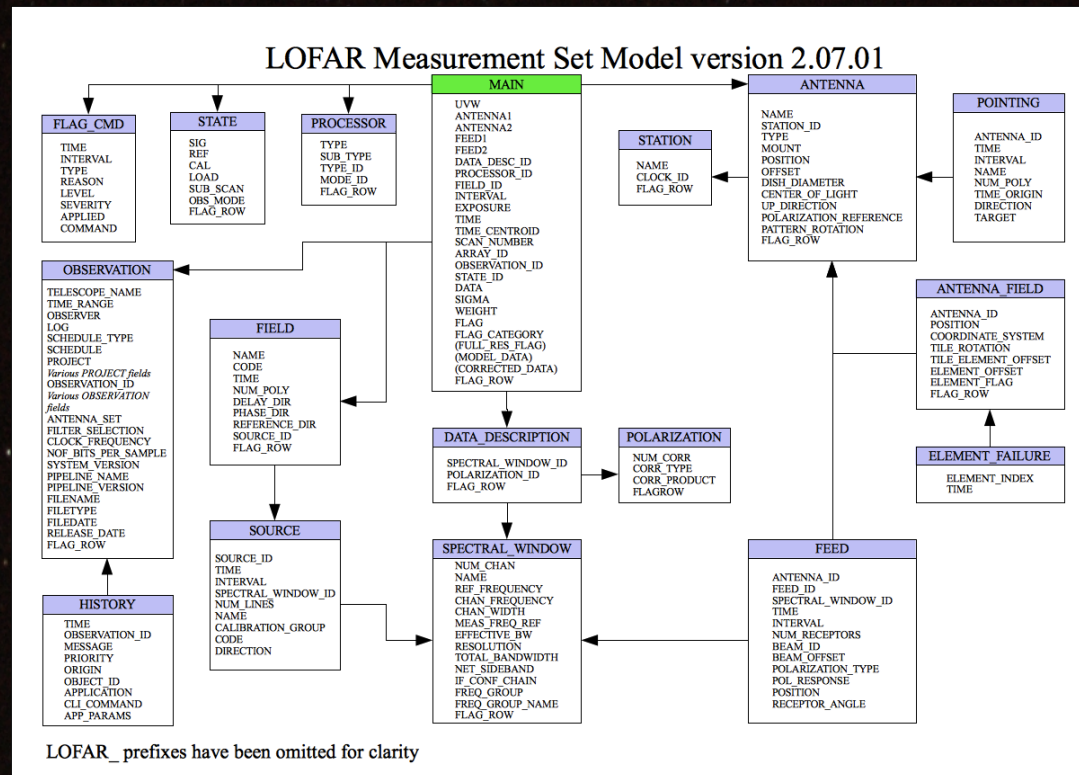 LOFAR Measurement Set Model version 2.07.01
MAIN
UVW
ANTENNA1
ANTENNA2
FEED1
FEED2
DATA_DESC_ID
PROCESSOR_ID
FIELD_ID
INTERVAL
EXPOSURE
TIME
TIME_CENTROID
SCAN_NUMBER
ARRAY_ID
OBSERVATION_ID
STATE_ID
DATA
SIGMA
WEIGHT
FLAG
FLAG_CATEGORY
(FULL_RES_FLAG)
(MODEL_DATA)
(CORRECTED_DATA)
FLAG_ROW
FLAG_CMD
TIME
INTERVAL
TYPE
REASON
LEVEL
SEVERITY
APPLIED
COMMAND
STATE
SIG
REF
CAL
LOAD
SUB_SCAN
OBS_MODE
FLAG_ROW
PROCESSOR
TYPE
SUB_TYPE
TYPE_ID
MODE_ID
FLAG_ROW
STATION
NAME
CLOCK_ID
FLAG_ROW
ANTENNA
NAME
STATION_ID
TYPE
MOUNT
POSITION
OFFSET
DISH_DIAMETER
CENTER_OF_LIGHT
UP_DIRECTION
POLARIZATION_REFERENCE
PATTERN_ROTATION
FLAG_ROW
POINTING
ANTENNA_ID
TIME
INTERVAL
NAME
NUM_POLY
TIME_ORIGIN
DIRECTION
TARGET
OBSERVATION
TELESCOPE_NAME
TIME_RANGE
OBSERVER
LOG
SCHEDULE_TYPE
SCHEDULE
PROJECT
Various PROJECT fields
OBSERVATION_ID
Various OBSERVATION
fields
ANTENNA_SET
FILTER_SELECTION
CLOCK_FREQUENCY
NOF_BITS_PER_SAMPLE
SYSTEM_VERSION
PIPELINE_NAME
PIPELINE_VERSION
FILENAME
FILETYPE
FILEDATE
RELEASE_DATE
FLAG_ROW
FIELD
NAME
CODE
TIME
NUM_POLY
DELAY_DIR
PHASE_DIR
REFERENCE_DIR
SOURCE_ID
FLAG_ROW
ANTENNA_FIELD
ANTENNA_ID
POSITION
COORDINATE_SYSTEM
TILE_ROTATION
TILE_ELEMENT_OFFSET
ELEMENT_OFFSET
ELEMENT_FLAG
FLAG_ROW
DATA_DESCRIPTION
SPECTRAL_WINDOW_ID
POLARIZATION_ID
FLAG_ROW
POLARIZATION
NUM_CORR
CORR_TYPE
CORR_PRODUCT
FLAGROW
ELEMENT_FAILURE
ELEMENT_INDEX
TIME
SOURCE
SOURCE_ID
TIME
INTERVAL
SPECTRAL_WINDOW_ID
NUM_LINES
NAME
CALIBRATION_GROUP
CODE
DIRECTION
SPECTRAL_WINDOW
NUM_CHAN
NAME
REF_FREQUENCY
CHAN_FREQUENCY
CHAN_WIDTH
MEAS_FREQ_REF
EFFECTIVE_BW
RESOLUTION
TOTAL_BANDWIDTH
NET_SIDEBAND
IF_CONF_CHAIN
FREQ_GROUP
FREQ_GROUP_NAME
FLAG_ROW
FEED
ANTENNA_ID
FEED_ID
SPECTRAL_WINDOW_ID
TIME
INTERVAL
NUM_RECEPTORS
BEAM_ID
BEAM_OFFSET
POLARIZATION_TYPE
POL_RESPONSE
POSITION
RECEPTOR_ANGLE
HISTORY
TIME
OBSERVATION_ID
MESSAGE
PRIORITY
ORIGIN
OBJECT_ID
APPLICATION
CLI_COMMAND
APP_PARAMS
LOFAR_ prefixes have been omitted for clarity